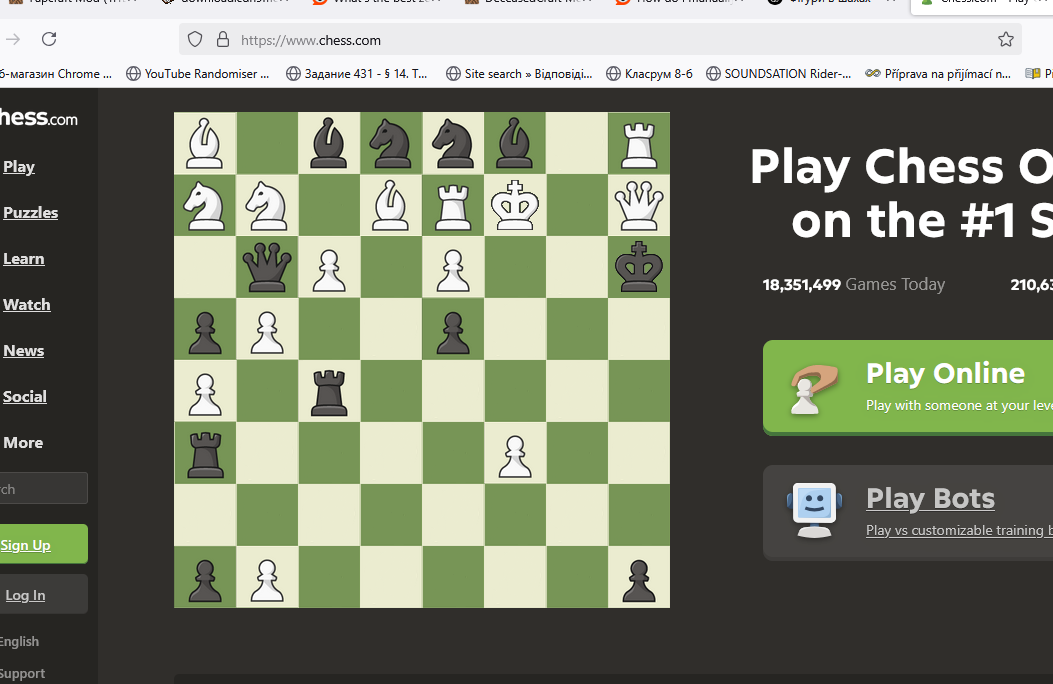 https://www.chess.com
YouTube Randomiser ...
Задание 431 - § 14. Т...
Site search » Відповіді...
Класрум 8-6
SOUNDSATION Rider-...
Příprava na přijímací n...
б-магазин Chrome ...
hess.com
Play
Puzzles
Learn
Watch
News
Social
More
rch
Sign Up
Log In
English
Support
Play Chess O
on the #1 S
18,351,499 Games Today
210,63
Play Online
Play with someone at your leve
Play Bots
Play vs customizable training b